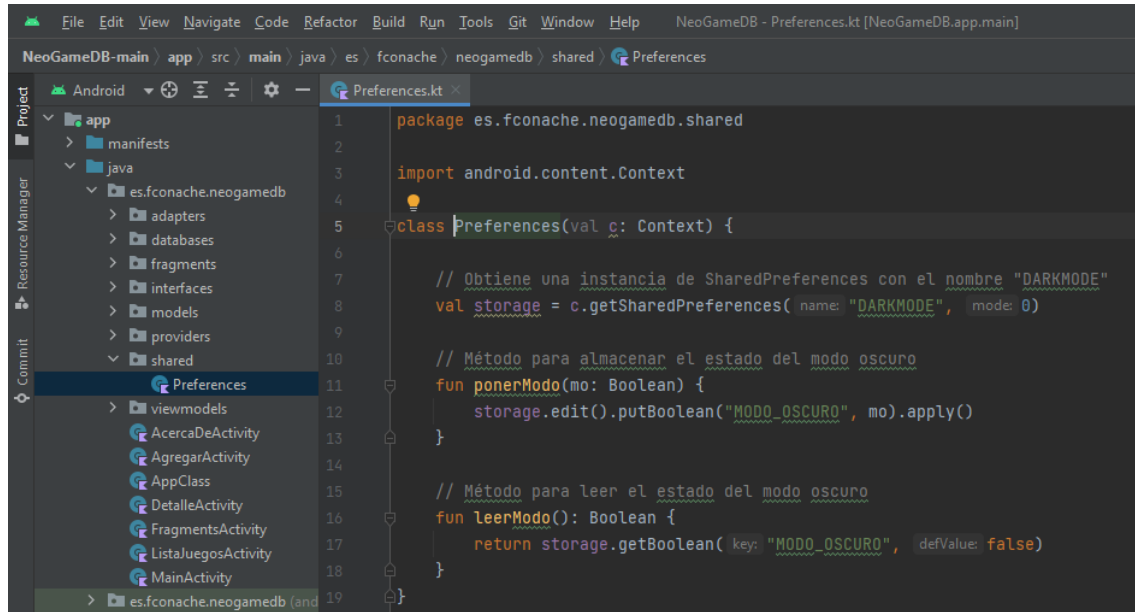 File Edit View Navigate Code Refactor Build Run Tools Git Window Help NeoGameDB - Preferences.kt [NeoGameDB.app.main]
NeoGameDB-main app src main java es fconache neogamedb shared Preferences
Project
Resource Manager
Commit
Android
app
manifests
java
es.fconache.neogamedb
adapters
databases
fragments
interfaces
models
providers
shared
Preferences
viewmodels
AcercaDeActivity
AgregarActivity
AppClass
DetalleActivity
FragmentsActivity
ListaJuegosActivity
MainActivity
es.fconache.neogamedb (and
Preferences.kt
1 package es.fconache.neogamedb.shared
2
3 import android.content.Context
4
5 class Preferences(val c: Context) {
6
7 // Obtiene una instancia de SharedPreferences con el nombre "DARKMODE"
8 val storage = c.getSharedPreferences( name: "DARKMODE", mode: 0)
9
10 // Método para almacenar el estado del modo oscuro
11 fun ponerModo(mo: Boolean) {
12 storage.edit().putBoolean("MODO_OSCURO", mo).apply()
13 }
14
15 // Método para leer el estado del modo oscuro
16 fun leerModo(): Boolean {
17 return storage.getBoolean( key: "MODO_OSCURO", defValue: false)
18 }
19 }